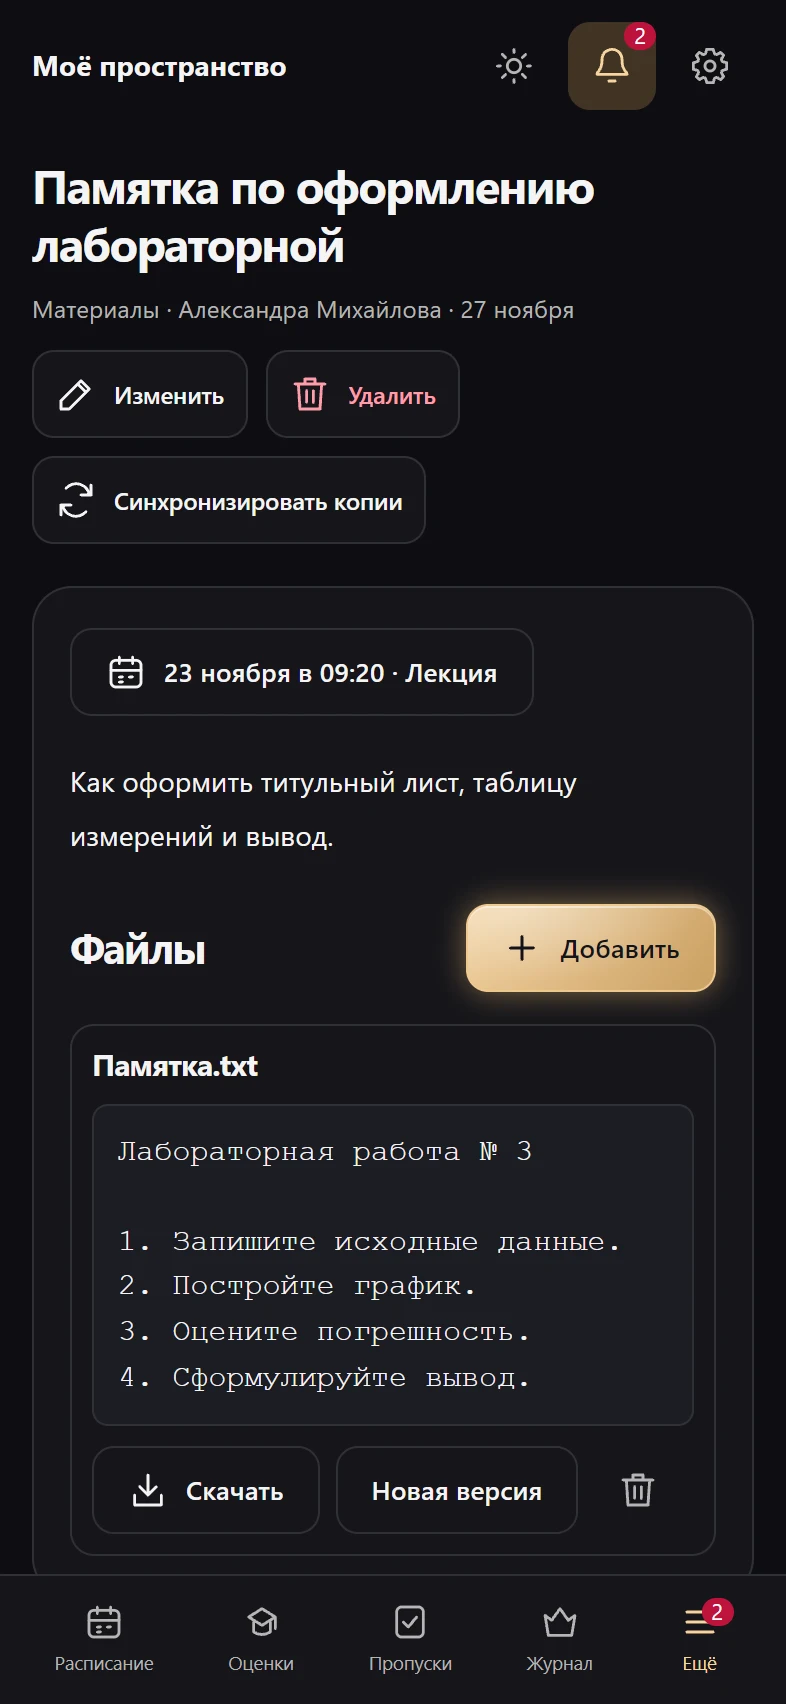 Моё пространство
2
Памятка по оформлению
лабораторной
Материалы · Александра Михайлова · 27 ноября
Изменить
Удалить
Синхронизировать копии
23 ноября в 09:20 · Лекция
Как оформить титульный лист, таблицу
измерений и вывод.
Файлы
Добавить
Памятка.txt
Лабораторная работа № 3
1. Запишите исходные данные.
2. Постройте график.
3. Оцените погрешность.
4. Сформулируйте вывод.
Скачать
Новая версия
2
Расписание
Оценки
Пропуски
Журнал
Ещё